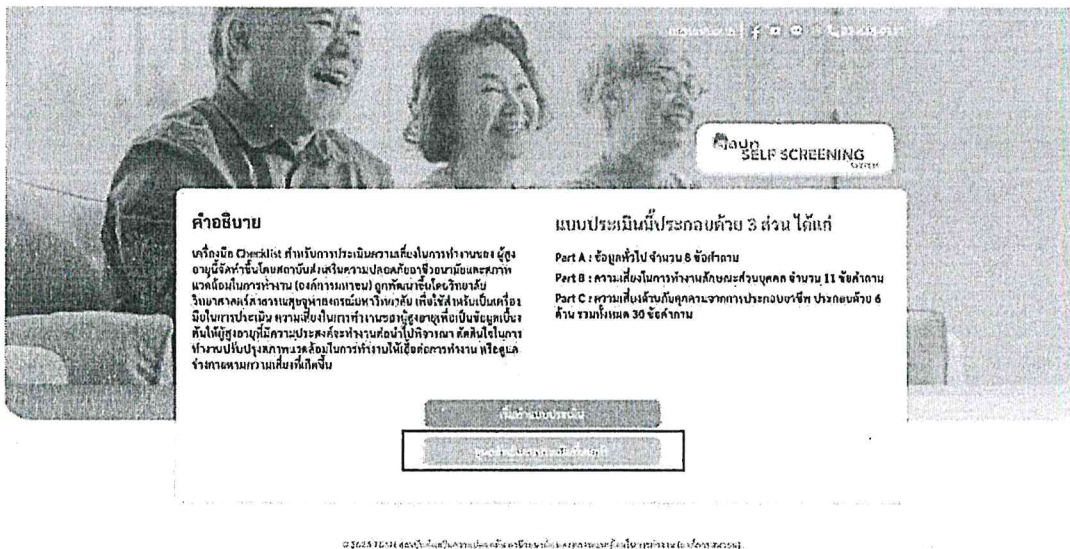 SELF SCREENING
คำอธิบาย
เครื่องมือ Checklist สำหรับการประเมินความเสี่ยงในการทำงานของ ผู้สูง
อายุนี้จัดทำขึ้นโดยสถาบันส่งเสริมความปลอดภัยอาชีวอนามัยและสภาพ
แวดล้อมในการทำงาน (องค์การมหาชน) ถูกพัฒนาขึ้นโดยวิทยาลัย
วิทยาศาสตร์สาธารณสุขจุฬาลงกรณ์มหาวิทยาลัย เพื่อใช้สำหรับเป็นเครื่อง
มือในการประเมิน ความเสี่ยงในการทำงานของผู้สูงอายุเพื่อเป็นข้อมูลเบื้อง
ต้นให้ผู้สูงอายุที่มีความประสงค์จะทำงานต่อนำไปพิจารณา ตัดสินใจในการ
ทำงานปรับปรุงสภาพแวดล้อมในการทำงานให้เอื้อต่อการทำงาน หรือดูแล
ร่างกายตามความเสี่ยงที่เกิดขึ้น
แบบประเมินนี้ประกอบด้วย 3 ส่วน ได้แก่
Part A : ข้อมูลทั่วไป จำนวน 8 ข้อคำถาม
Part B : ความเสี่ยงในการทำงานลักษณะส่วนบุคคล จำนวน 11 ข้อคำถาม
Part C : ความเสี่ยงด้านภัยคุกคามจากการประกอบอาชีพ ประกอบด้วย 6
ด้าน รวมทั้งหมด 30 ข้อคำถาม
เริ่มทำแบบประเมิน